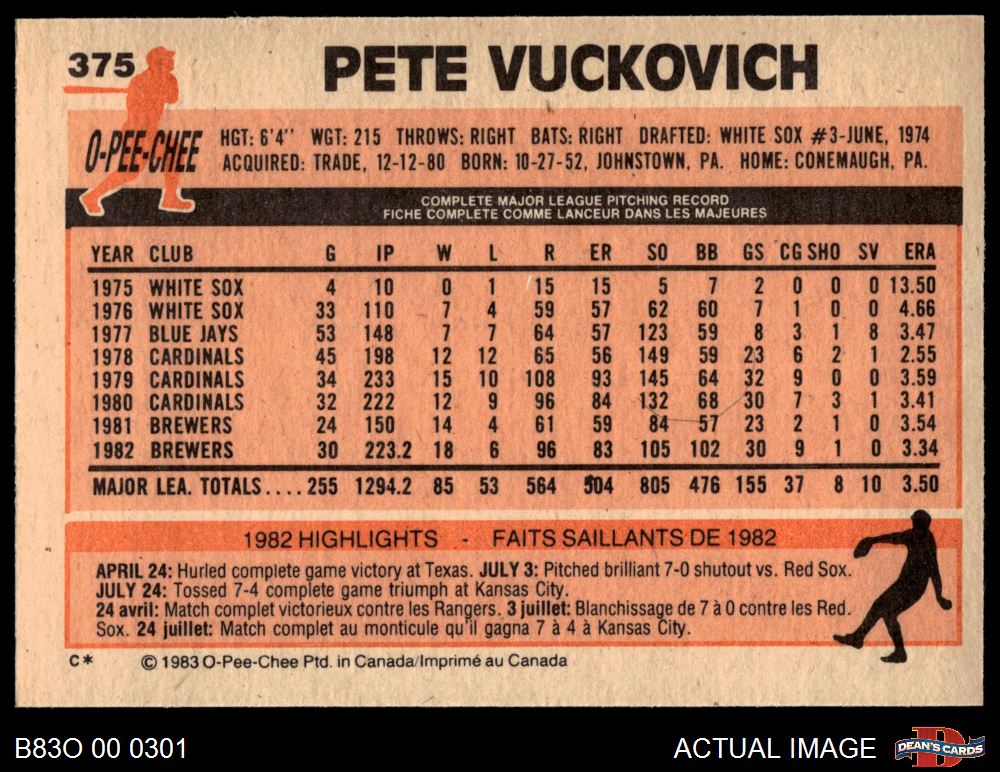 375 PETE VUCKOVICH
O-PEE-CHEE
HGT: 6'4'' WGT: 215 THROWS: RIGHT BATS: RIGHT DRAFTED: WHITE SOX #3-JUNE, 1974
ACQUIRED: TRADE, 12-12-80 BORN: 10-27-52, JOHNSTOWN, PA. HOME: CONEMAUGH, PA.
COMPLETE MAJOR LEAGUE PITCHING RECORD
FICHE COMPLÈTE COMME LANCEUR DANS LES MAJEURES
YEAR CLUB G IP W L R ER SO BB GS CG SHO SV ERA
1975 WHITE SOX 4 10 0 1 15 15 5 7 2 0 0 0 13.50
1976 WHITE SOX 33 110 7 4 59 57 62 60 7 1 0 0 4.66
1977 BLUE JAYS 53 148 7 7 64 57 123 59 8 3 1 8 3.47
1978 CARDINALS 45 198 12 12 65 56 149 59 23 6 2 1 2.55
1979 CARDINALS 34 233 15 10 108 93 145 64 32 9 0 0 3.59
1980 CARDINALS 32 222 12 9 96 84 132 68 30 7 3 1 3.41
1981 BREWERS 24 150 14 4 61 59 84 57 23 2 1 0 3.54
1982 BREWERS 30 223.2 18 6 96 83 105 102 30 9 1 0 3.34
MAJOR LEA. TOTALS....255 1294.2 85 53 564 504 805 476 155 37 8 10 3.50
1982 HIGHLIGHTS - FAITS SAILLANTS DE 1982
APRIL 24: Hurled complete game victory at Texas. JULY 3: Pitched brilliant 7-0 shutout vs. Red Sox.
JULY 24: Tossed 7-4 complete game triumph at Kansas City.
24 avril: Match complet victorieux contre les Rangers. 3 juillet: Blanchissage de 7 à 0 contre les Red.
Sox. 24 juillet: Match complet au monticule qu'il gagna 7 à 4 à Kansas City.
C* © 1983 O-Pee-Chee Ptd. in Canada/Imprimé au Canada
B83O 00 0301 ACTUAL IMAGE DEAN'S CARDS